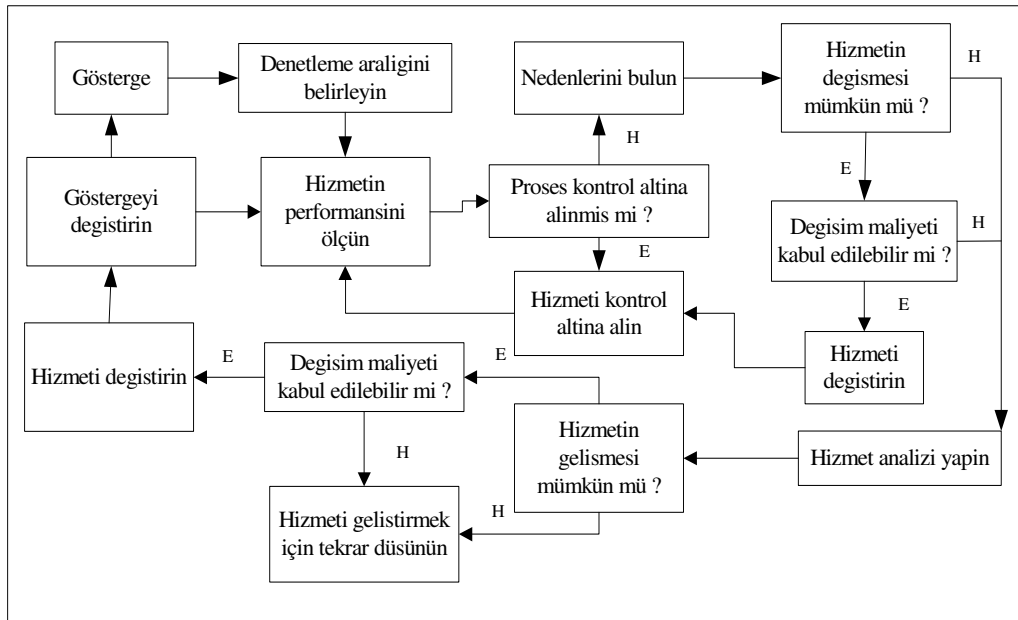 Gösterge
Denetleme araligini
belirleyin
Nedenlerini bulun
Hizmetin
degismesi
mümkün mü ?
H
H
E
Göstergeyi
degistirin
Hizmetin
performansini
ölçün
Proses kontrol altina
alinmis mi ?
Degisim maliyeti
kabul edilebilir mi ?
H
E
E
Hizmeti kontrol
altina alin
Hizmeti
degistirin
Hizmeti degistirin
E
Degisim maliyeti
kabul edilebilir mi ?
E
Hizmetin
gelismesi
mümkün mü ?
Hizmet analizi yapin
H
H
Hizmeti gelistirmek
için tekrar düsünün